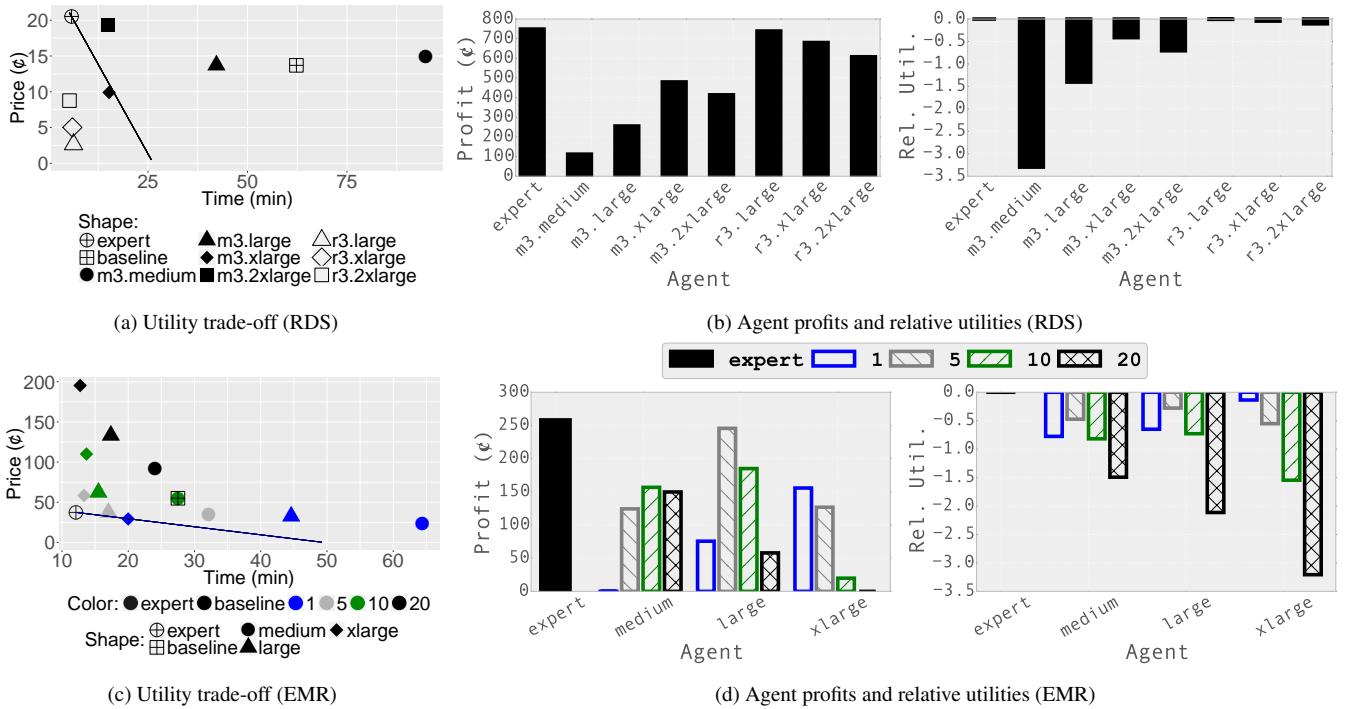 Price (¢)
20
15
10
5
0
25
50
75
Time (min)
Shape:
expert
m3.large
r3.large
baseline
m3.xlarge
r3.xlarge
m3.medium
m3.2xlarge
r3.2xlarge
(a) Utility trade-off (RDS)
Profit (¢)
800
700
600
500
400
300
200
100
0
expert
m3.medium
m3.large
m3.xlarge
m3.2xlarge
r3.large
r3.xlarge
r3.2xlarge
Agent
Rel. Util.
0.0
−0.5
−1.0
−1.5
−2.0
−2.5
−3.0
−3.5
expert
m3.medium
m3.large
m3.xlarge
m3.2xlarge
r3.large
r3.xlarge
r3.2xlarge
Agent
(b) Agent profits and relative utilities (RDS)
Price (¢)
200
150
100
50
0
10
20
30
40
50
60
Time (min)
Color: expert baseline 1 5 10 20
Shape: expert medium xlarge
baseline large
(c) Utility trade-off (EMR)
expert 1 5 10 20
Profit (¢)
300
250
200
150
100
50
0
expert
medium
large
xlarge
Agent
Rel. Util.
0.0
−0.5
−1.0
−1.5
−2.0
−2.5
−3.0
−3.5
expert
medium
large
xlarge
Agent
(d) Agent profits and relative utilities (EMR)